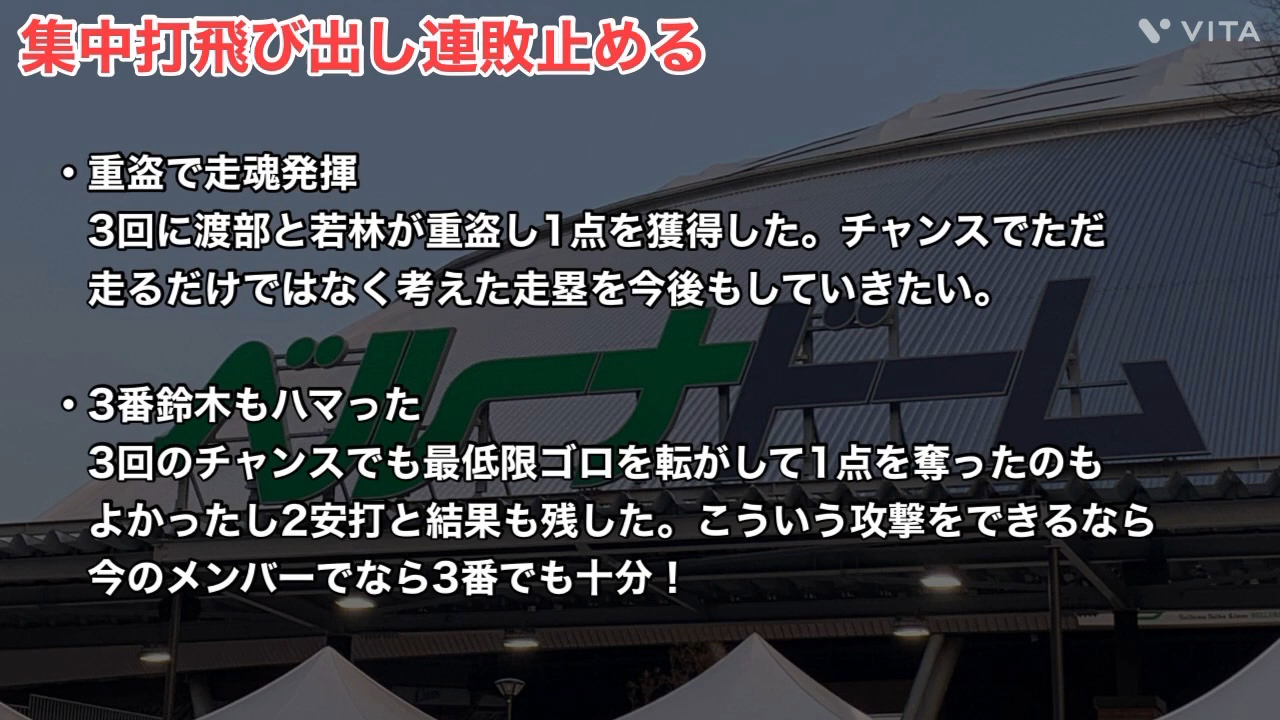 集中打飛び出し連敗止める
VITA
・重盗で走魂発揮
3回に渡部と若林が重盗し1点を獲得した。チャンスでただ
走るだけではなく考えた走塁を今後もしていきたい。
ベルーナドーム
・3番鈴木もハマった
3回のチャンスでも最低限ゴロを転がして1点を奪ったのも
よかったし2安打と結果も残した。こういう攻撃をできるなら
今のメンバーでなら3番でも十分！